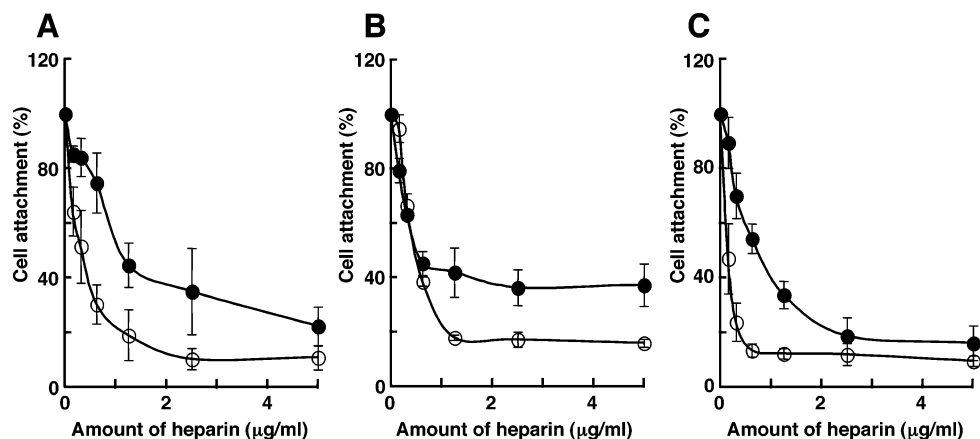 A B C
120 120 120
80 80 80
40 40 40
0 0 0
Cell attachment (%) Cell attachment (%) Cell attachment (%)
0 2 4 0 2 4 0 2 4
Amount of heparin (μg/ml) Amount of heparin (μg/ml) Amount of heparin (μg/ml)